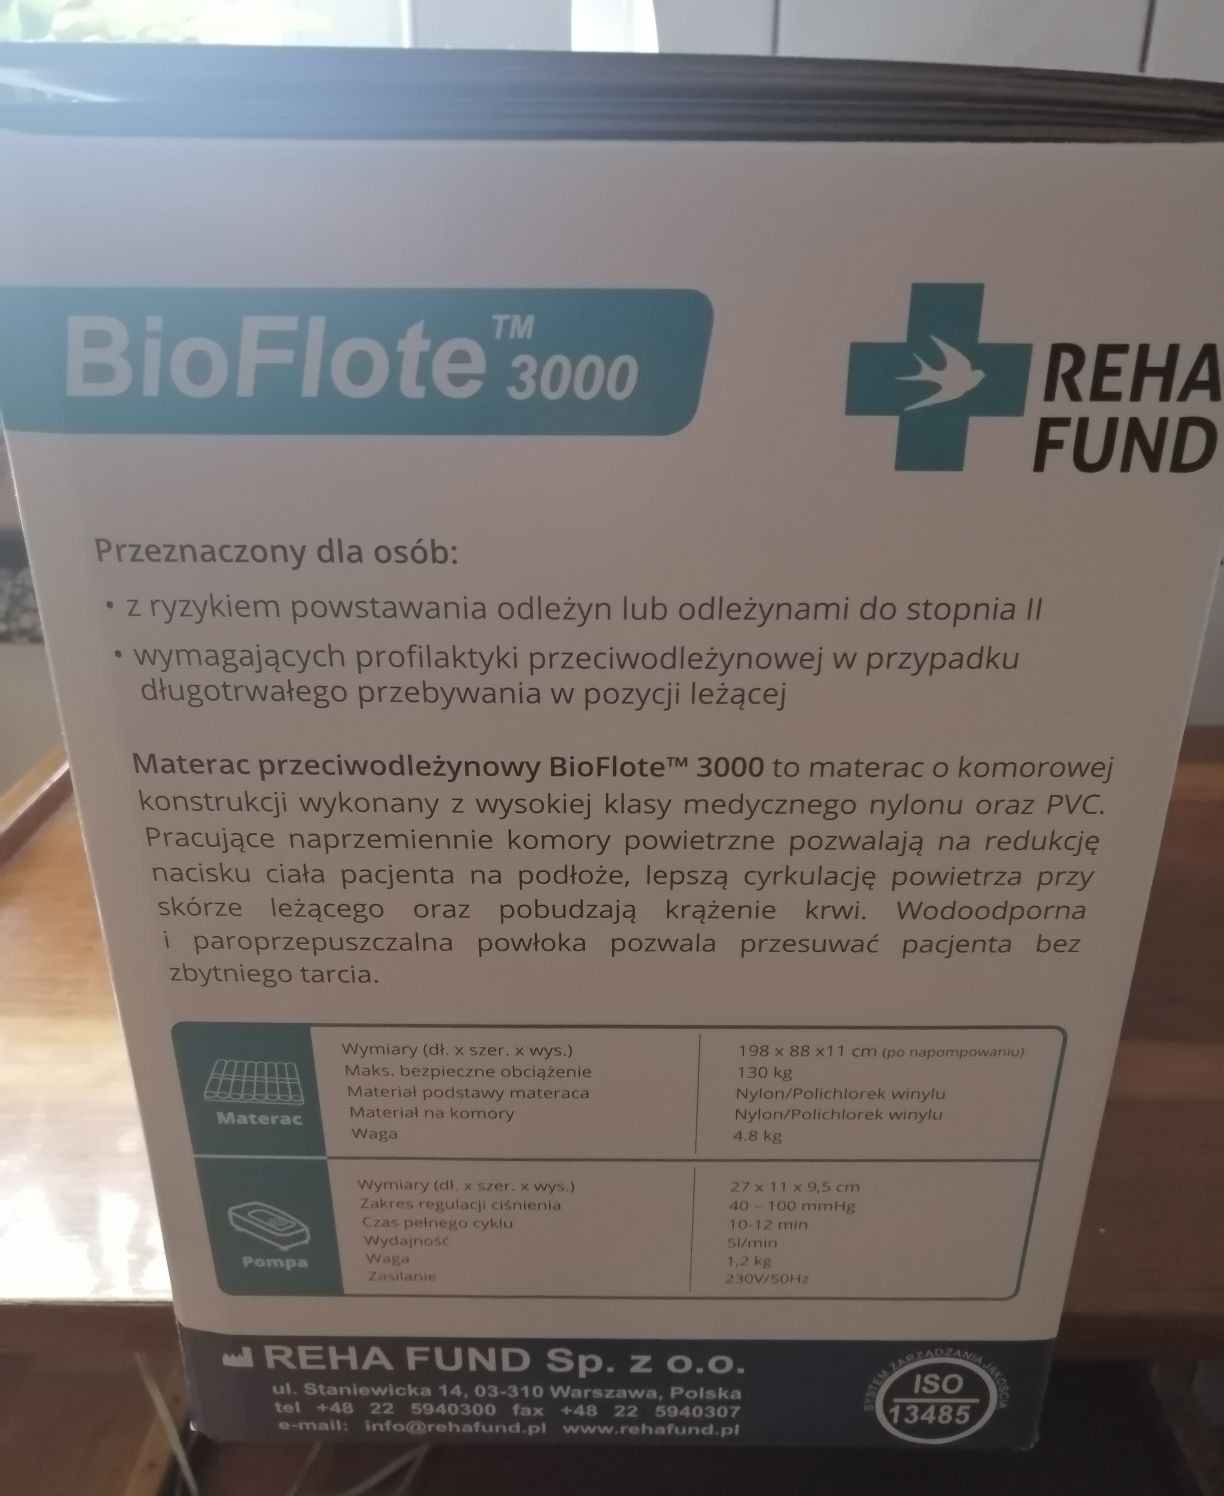 BioFlote™ 3000
REHA
FUND
Przeznaczony dla osób:
• z ryzykiem powstawania odleżyn lub odleżynami do stopnia II
• wymagających profilaktyki przeciwodleżynowej w przypadku
długotrwałego przebywania w pozycji leżącej
Materac przeciwodleżynowy BioFlote™ 3000 to materac o komorowej
konstrukcji wykonany z wysokiej klasy medycznego nylonu oraz PVC.
Pracujące naprzemiennie komory powietrzne pozwalają na redukcję
nacisku ciała pacjenta na podłoże, lepszą cyrkulację powietrza przy
skórze leżącego oraz pobudzają krążenie krwi. Wodoodporna
i paroprzepuszczalna powłoka pozwala przesuwać pacjenta bez
zbytniego tarcia.
Materac
Wymiary (dł. x szer. x wys.) 198 x 88 x11 cm (po napompowaniu)
Maks. bezpieczne obciążenie 130 kg
Materiał podstawy materaca Nylon/Polichlorek winylu
Materiał na komory Nylon/Polichlorek winylu
Waga 4.8 kg
Pompa
Wymiary (dł. x szer. x wys.) 27 x 11 x 9,5 cm
Zakres regulacji ciśnienia 40 – 100 mmHg
Czas pełnego cyklu 10-12 min
Wydajność 5l/min
Waga 1,2 kg
Zasilanie 230V/50Hz
REHA FUND Sp. z o.o.
ul. Staniewicka 14, 03-310 Warszawa, Polska
tel +48 22 5940300 fax +48 22 5940307
e-mail: info@rehafund.pl www.rehafund.pl
SYSTEM ZARZĄDZANIA JAKOŚCIĄ
ISO
13485